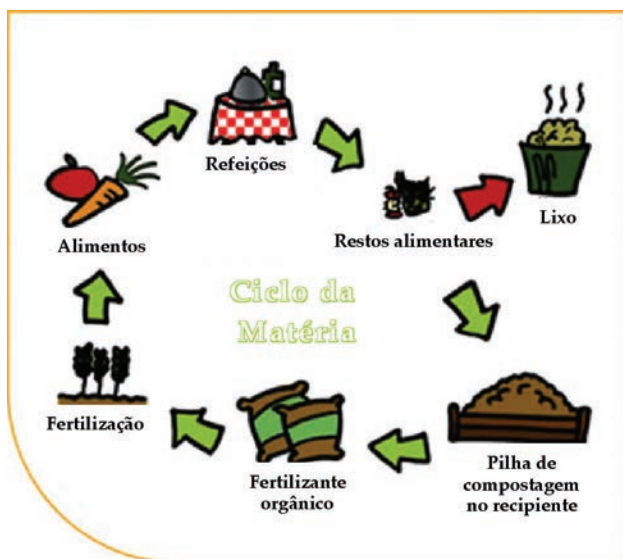 Refeições
Lixo
Alimentos
Restos alimentares
Ciclo da
Matéria
Fertilização
Fertilizante
orgânico
Pilha de
compostagem
no recipiente